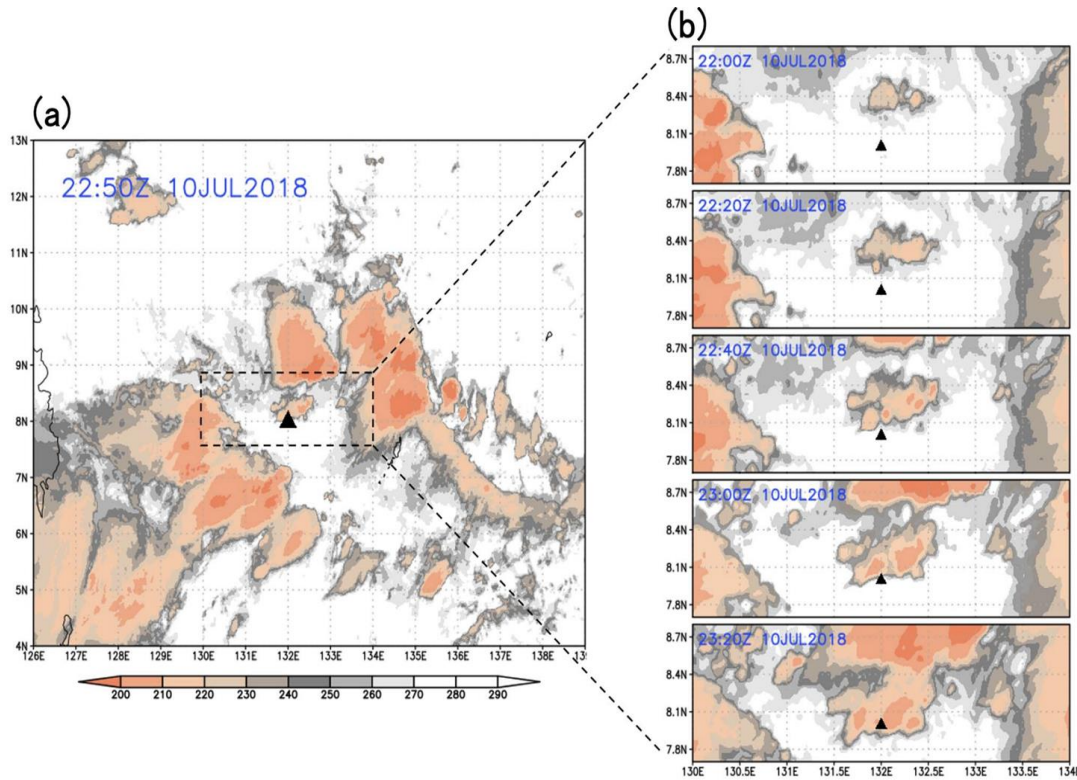 (a)
22:50Z 10JUL2018
13N
12N
11N
10N
9N
8N
7N
6N
5N
4N
126E 127E 128E 129E 130E 131E 132E 133E 134E 135E 136E 137E 138E 139
200 210 220 230 240 250 260 270 280 290
(b)
22:00Z 10JUL2018
8.7N
8.4N
8.1N
7.8N
22:20Z 10JUL2018
8.7N
8.4N
8.1N
7.8N
22:40Z 10JUL2018
8.7N
8.4N
8.1N
7.8N
23:00Z 10JUL2018
8.7N
8.4N
8.1N
7.8N
23:20Z 10JUL2018
8.7N
8.4N
8.1N
7.8N
130E 130.5E 131E 131.5E 132E 132.5E 133E 133.5E 134E